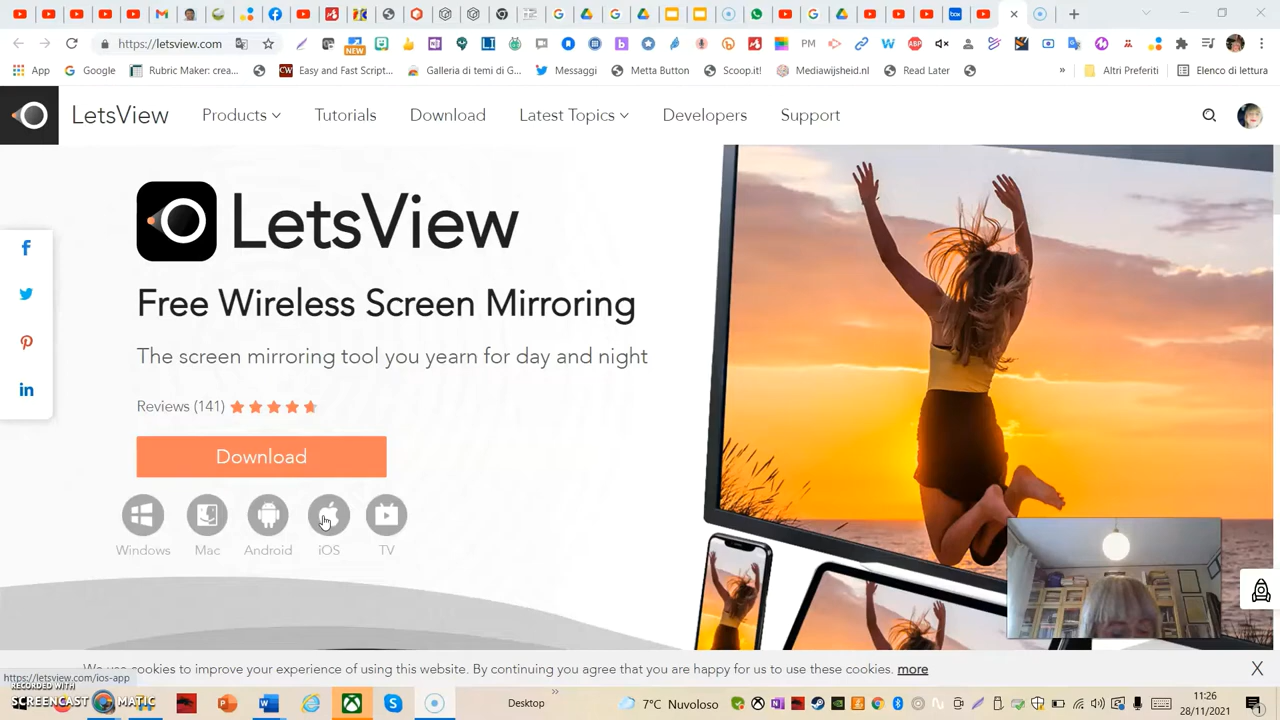 https://letsview.com
NEW
PM
ABP
App
Google
Rubric Maker: crea...
CW
Easy and Fast Script...
Galleria di temi di G...
Messaggi
Metta Button
Scoop.it!
Mediawijsheid.nl
Read Later
»
Altri Preferiti
Elenco di lettura
LetsView
Products
Tutorials
Download
Latest Topics
Developers
Support
LetsView
Free Wireless Screen Mirroring
The screen mirroring tool you yearn for day and night
Reviews (141)
Download
Windows
Mac
Android
iOS
TV
We use cookies to improve your experience of using this website. By continuing you agree that you are happy for us to use these cookies. more
X
https://letsview.com/ios-app
RECORDED WITH
SCREENCAST MATIC
Desktop
»
7°C Nuvoloso
11:26
28/11/2021